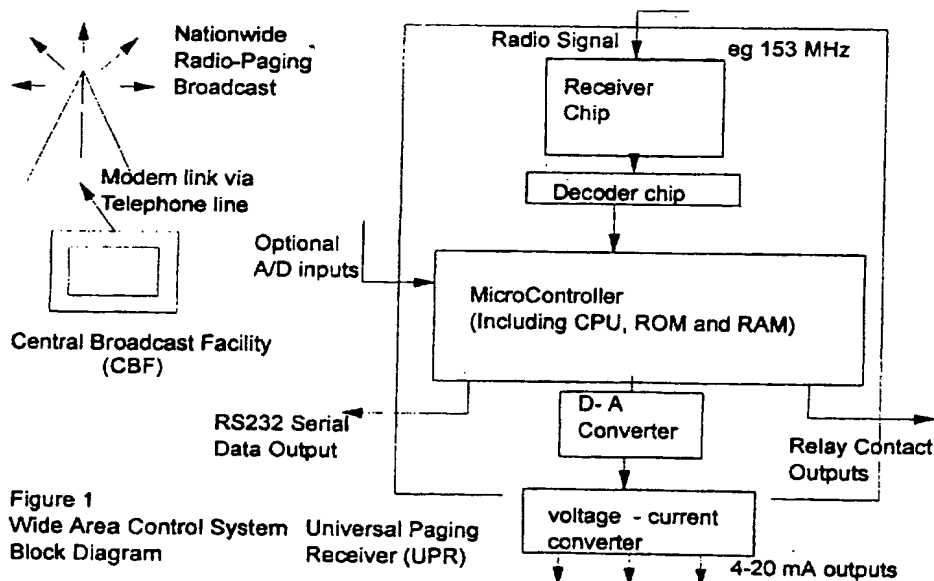 Nationwide
Radio-Paging
Broadcast
Modem link via
Telephone line
Central Broadcast Facility
(CBF)
Radio Signal
eg 153 MHz
Receiver
Chip
Decoder chip
Optional
A/D inputs
MicroController
(Including CPU, ROM and RAM)
RS232 Serial
Data Output
D- A
Converter
Relay Contact
Outputs
voltage - current
converter
4-20 mA outputs
Figure 1
Wide Area Control System
Block Diagram
Universal Paging
Receiver (UPR)